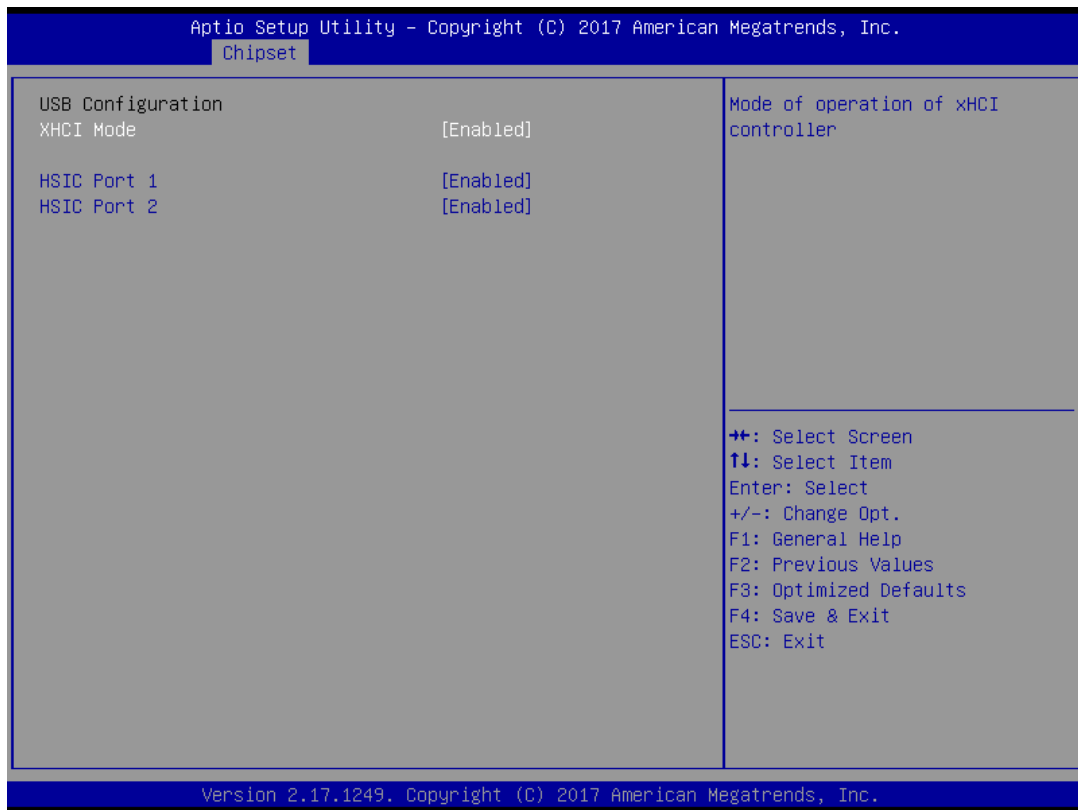 Aptio Setup Utility – Copyright (C) 2017 American Megatrends, Inc.
Chipset
USB Configuration
XHCI Mode [Enabled]
HSIC Port 1 [Enabled]
HSIC Port 2 [Enabled]
Mode of operation of xHCI
controller
→←: Select Screen
↑↓: Select Item
Enter: Select
+/-: Change Opt.
F1: General Help
F2: Previous Values
F3: Optimized Defaults
F4: Save & Exit
ESC: Exit
Version 2.17.1249. Copyright (C) 2017 American Megatrends, Inc.